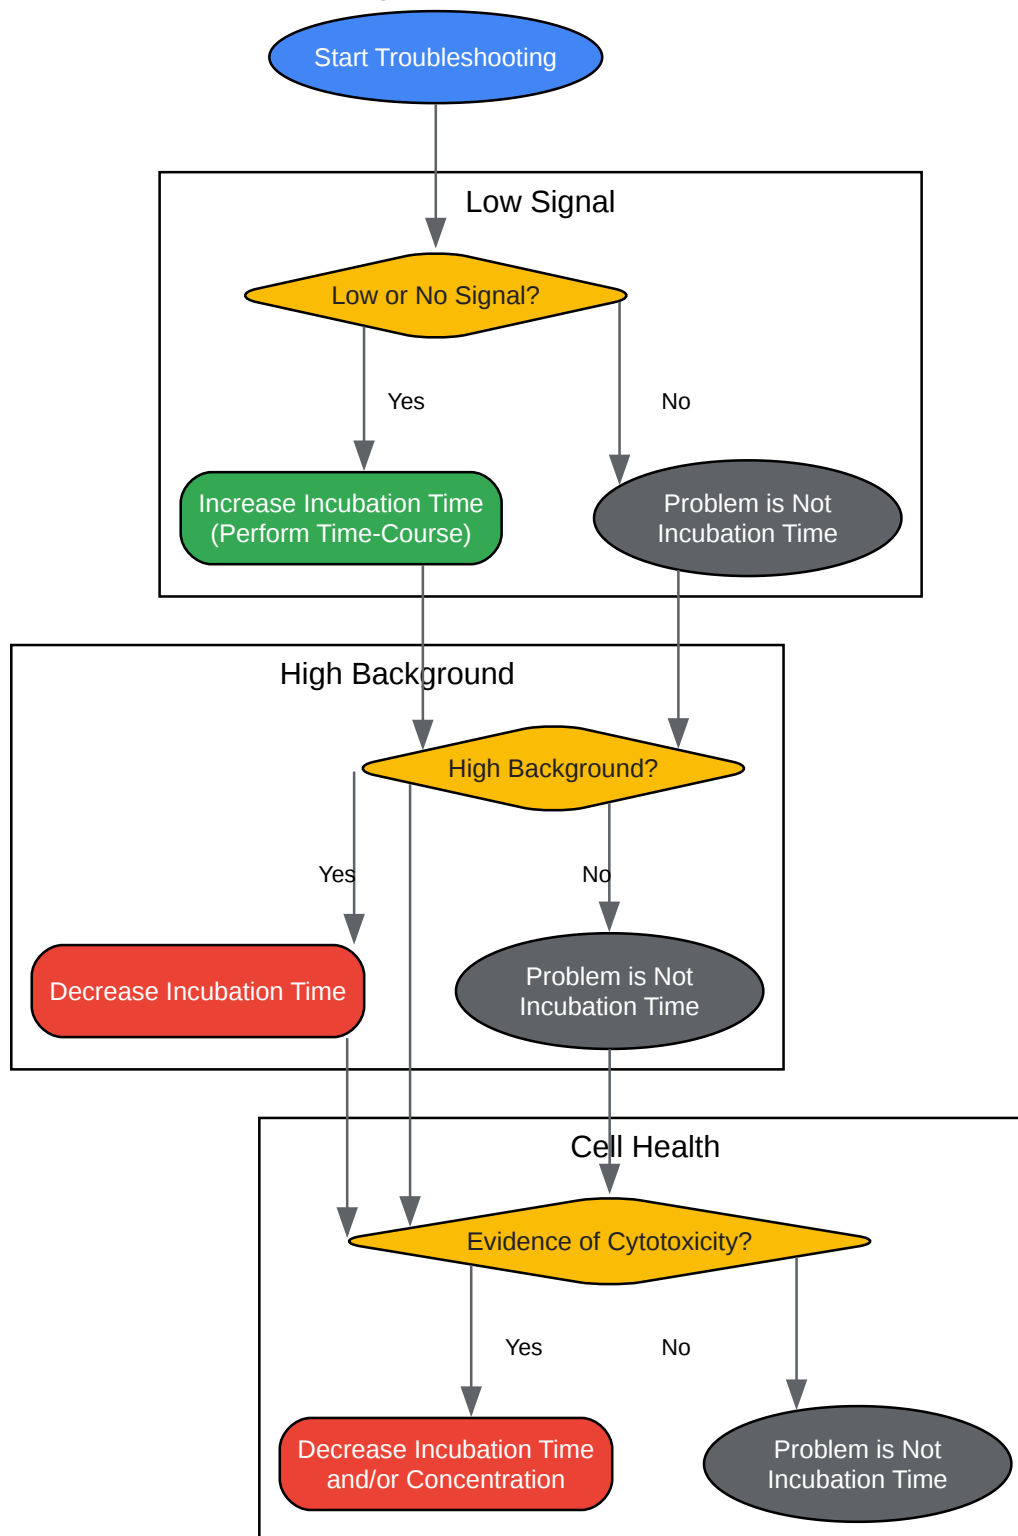 Start Troubleshooting
Low Signal
Low or No Signal?
Yes
No
Increase Incubation Time
(Perform Time-Course)
Problem is Not
Incubation Time
High Background
High Background?
Yes
No
Decrease Incubation Time
Problem is Not
Incubation Time
Cell Health
Evidence of Cytotoxicity?
Yes
No
Decrease Incubation Time
and/or Concentration
Problem is Not
Incubation Time